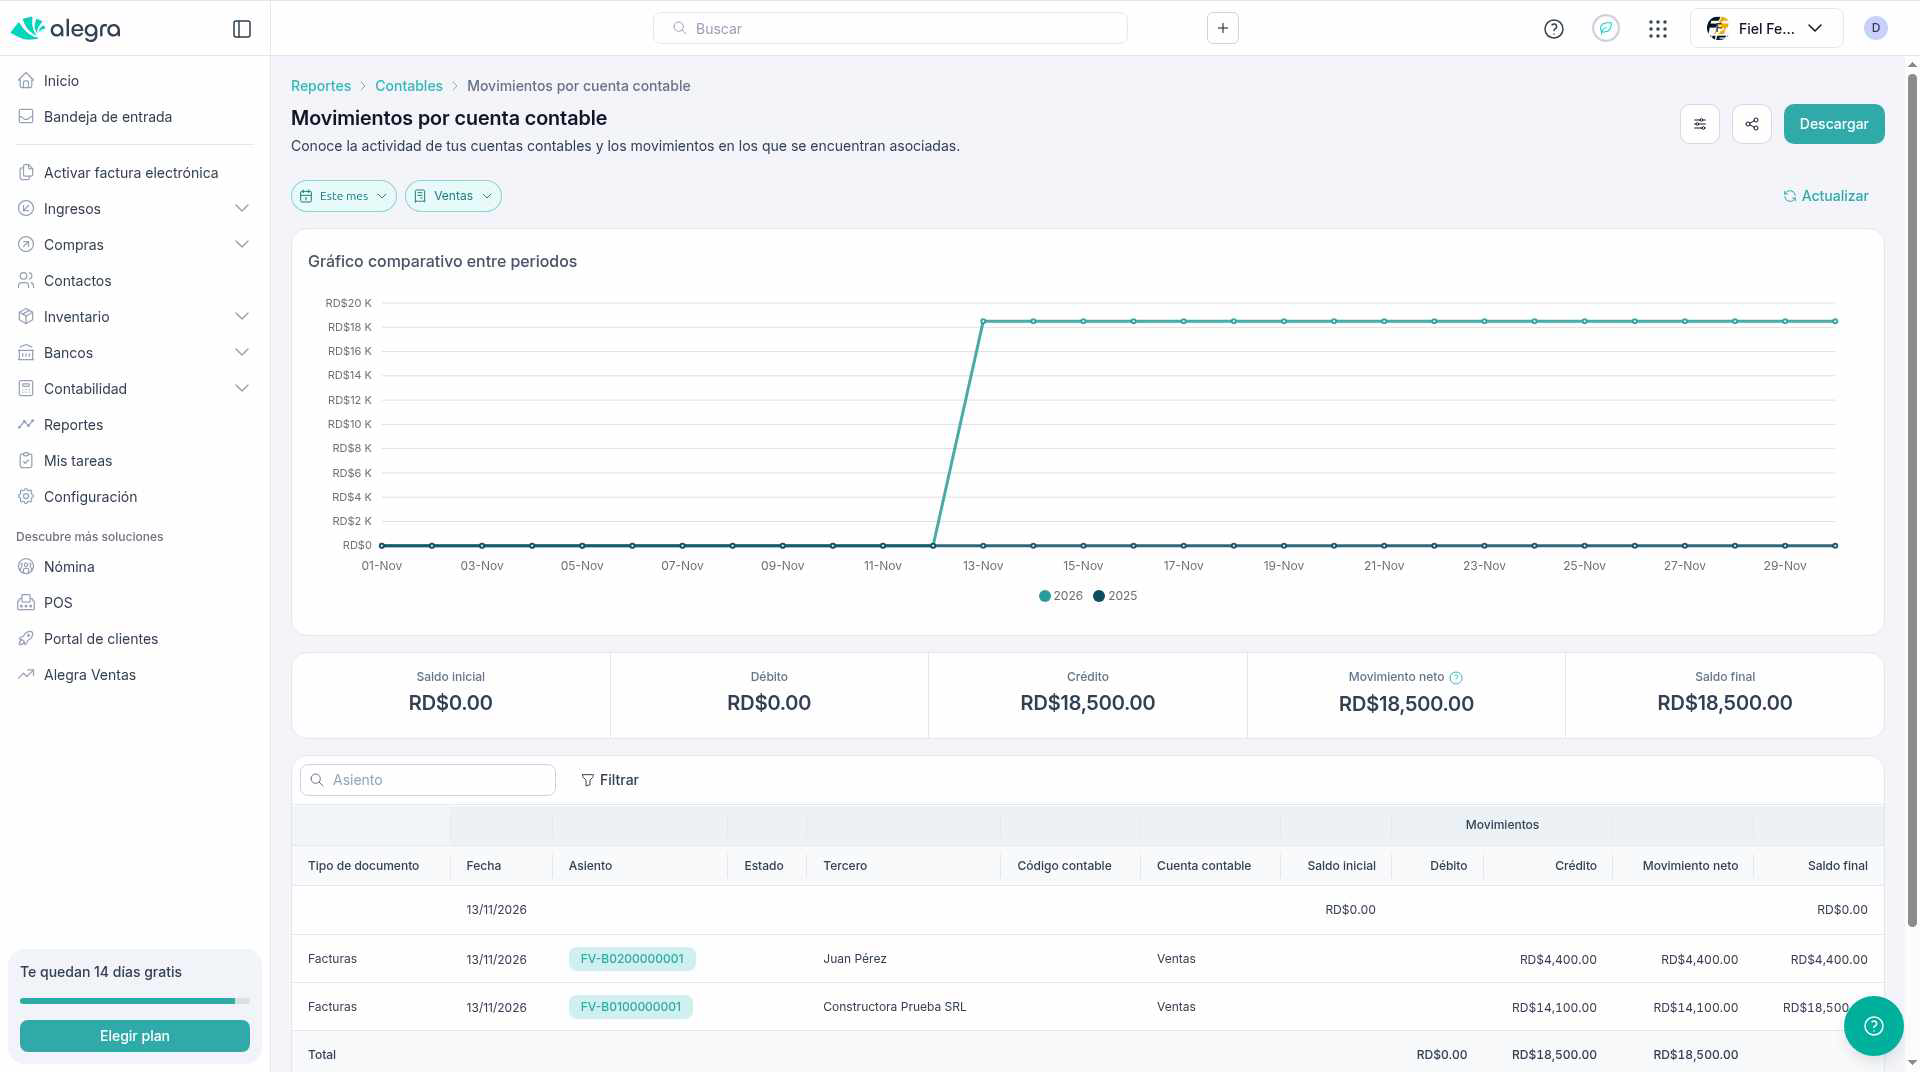 alegra
Buscar
Fiel Fe...
D
Inicio
Bandeja de entrada
Activar factura electrónica
Ingresos
Compras
Contactos
Inventario
Bancos
Contabilidad
Reportes
Mis tareas
Configuración
Descubre más soluciones
Nómina
POS
Portal de clientes
Alegra Ventas
Te quedan 14 días gratis
Elegir plan
Reportes > Contables > Movimientos por cuenta contable
Movimientos por cuenta contable
Conoce la actividad de tus cuentas contables y los movimientos en los que se encuentran asociadas.
Descargar
Este mes Ventas
Actualizar
Gráfico comparativo entre periodos
RD$20 K
RD$18 K
RD$16 K
RD$14 K
RD$12 K
RD$10 K
RD$8 K
RD$6 K
RD$4 K
RD$2 K
RD$0
01-Nov 03-Nov 05-Nov 07-Nov 09-Nov 11-Nov 13-Nov 15-Nov 17-Nov 19-Nov 21-Nov 23-Nov 25-Nov 27-Nov 29-Nov
2026 2025
Saldo inicial Débito Crédito Movimiento neto Saldo final
RD$0.00 RD$0.00 RD$18,500.00 RD$18,500.00 RD$18,500.00
Asiento Filtrar
Movimientos
Tipo de documento Fecha Asiento Estado Tercero Código contable Cuenta contable Saldo inicial Débito Crédito Movimiento neto Saldo final
13/11/2026 RD$0.00 RD$0.00
Facturas 13/11/2026 FV-B0200000001 Juan Pérez Ventas RD$4,400.00 RD$4,400.00 RD$4,400.00
Facturas 13/11/2026 FV-B0100000001 Constructora Prueba SRL Ventas RD$14,100.00 RD$14,100.00 RD$18,500
Total RD$0.00 RD$18,500.00 RD$18,500.00